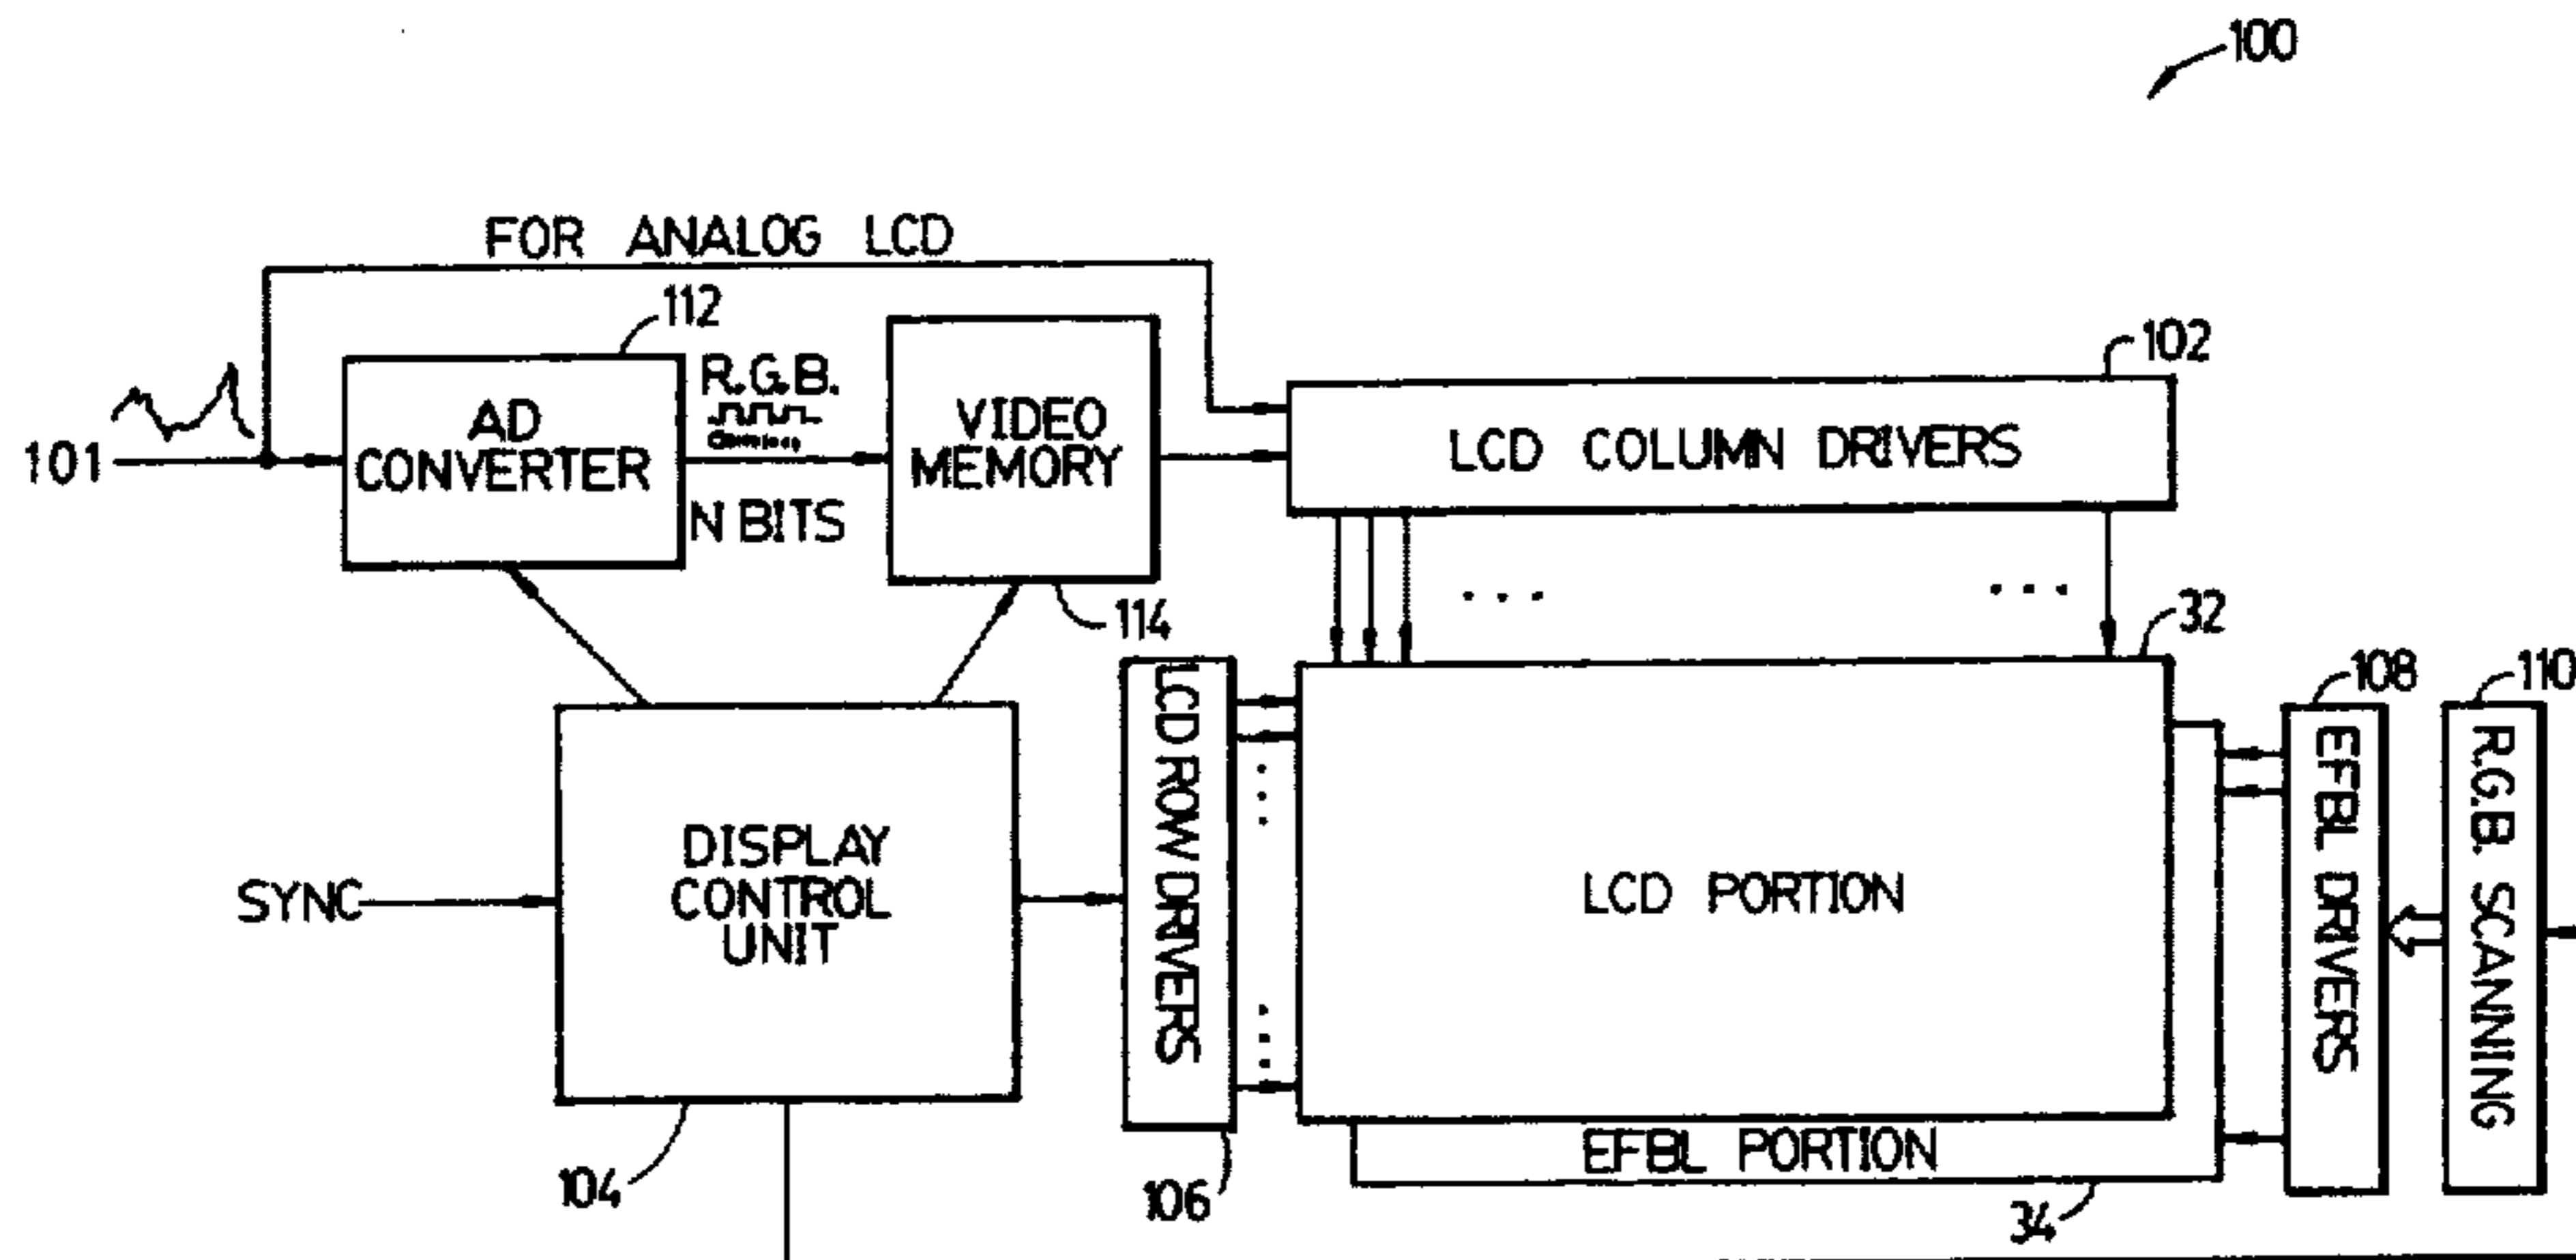 100
FOR ANALOG LCD
112
R.G.B.
102
101
AD
CONVERTER
N BITS
VIDEO
MEMORY
LCD COLUMN DRIVERS
114
32
108
110
SYNC
DISPLAY
CONTROL
UNIT
LCD ROW DRIVERS
LCD PORTION
EFBL DRIVERS
R.G.B. SCANNING
EFBL PORTION
104
106
34